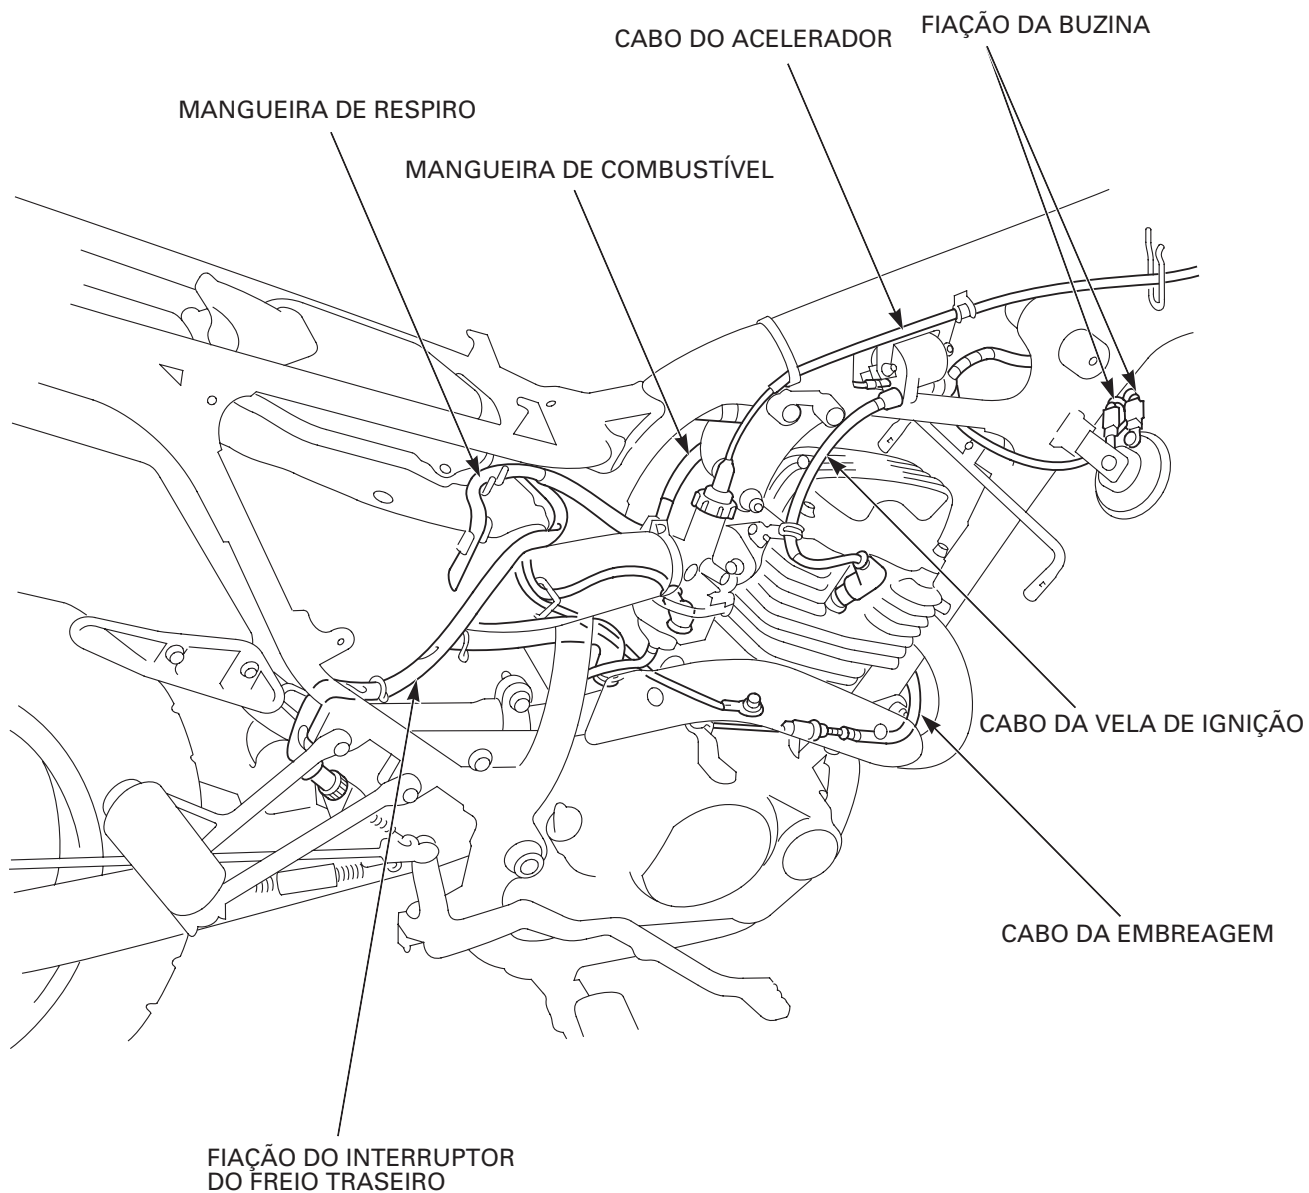 FIAÇÃO DA BUZINA
CABO DO ACELERADOR
MANGUEIRA DE RESPIRO
MANGUEIRA DE COMBUSTÍVEL
CABO DA VELA DE IGNIÇÃO
CABO DA EMBREAGEM
FIAÇÃO DO INTERRUPTOR
DO FREIO TRASEIRO